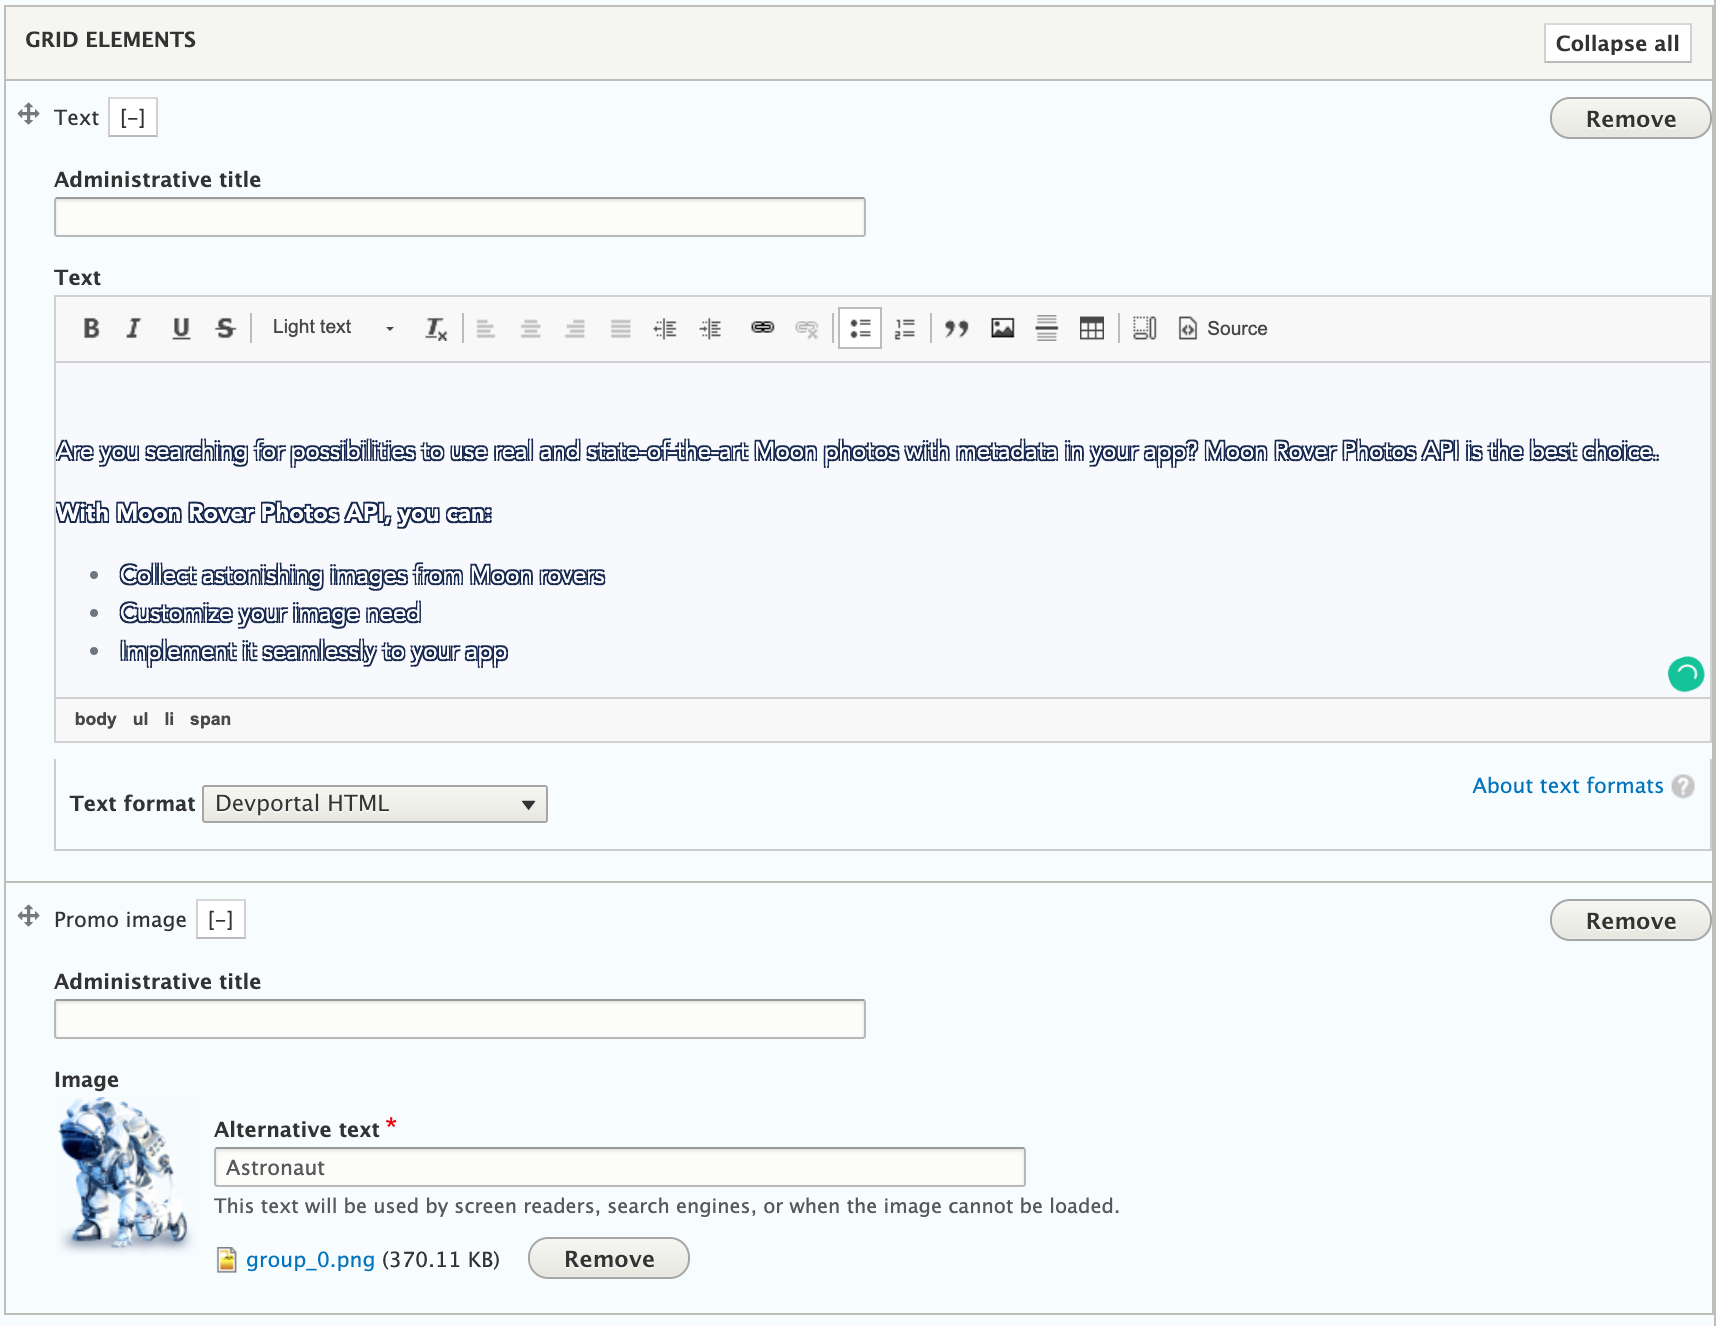 GRID ELEMENTS
Collapse all
Text [–]
Remove
Administrative title
Text
B I U S Light text Tx Source
Are you searching for possibilities to use real and state-of-the-art Moon photos with metadata in your app? Moon Rover Photos API is the best choice.
With Moon Rover Photos API, you can:
• Collect astonishing images from Moon rovers
• Customize your image need
• Implement it seamlessly to your app
body ul li span
About text formats ?
Text format Devportal HTML
Promo image [–]
Remove
Administrative title
Image
Alternative text *
Astronaut
This text will be used by screen readers, search engines, or when the image cannot be loaded.
group_0.png (370.11 KB) Remove